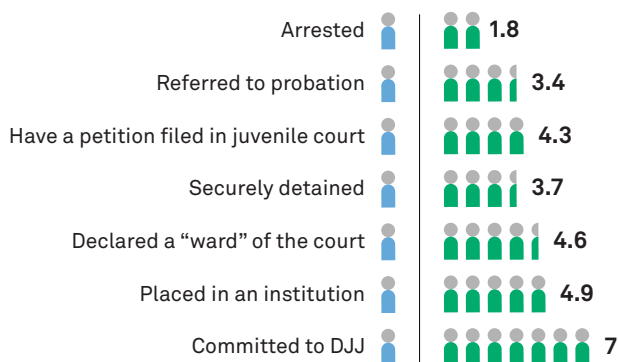 Arrested 1.8
Referred to probation 3.4
Have a petition filed in juvenile court 4.3
Securely detained 3.7
Declared a “ward” of the court 4.6
Placed in an institution 4.9
Committed to DJJ 7